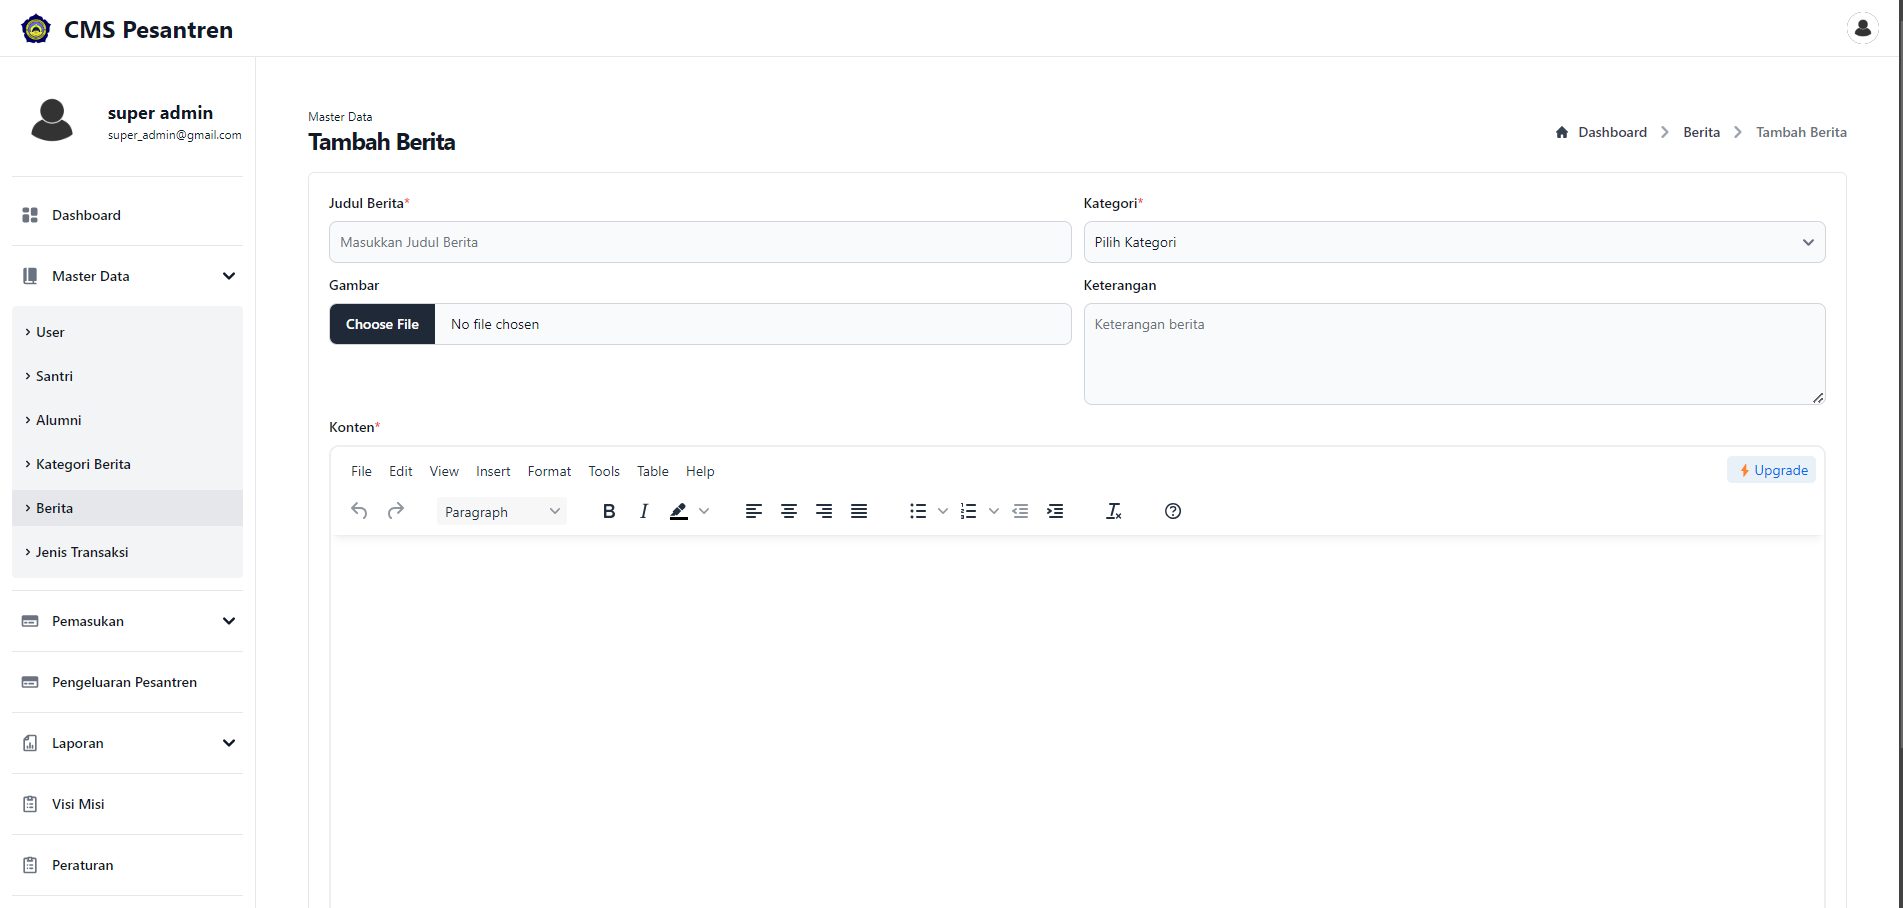 CMS Pesantren
super admin
super_admin@gmail.com
Dashboard
Master Data
User
Santri
Alumni
Kategori Berita
Berita
Jenis Transaksi
Pemasukan
Pengeluaran Pesantren
Laporan
Visi Misi
Peraturan
Master Data
Tambah Berita
Dashboard Berita Tambah Berita
Judul Berita*
Masukkan Judul Berita
Kategori*
Pilih Kategori
Gambar
Choose File No file chosen
Keterangan
Keterangan berita
Konten*
File Edit View Insert Format Tools Table Help
Upgrade
Paragraph